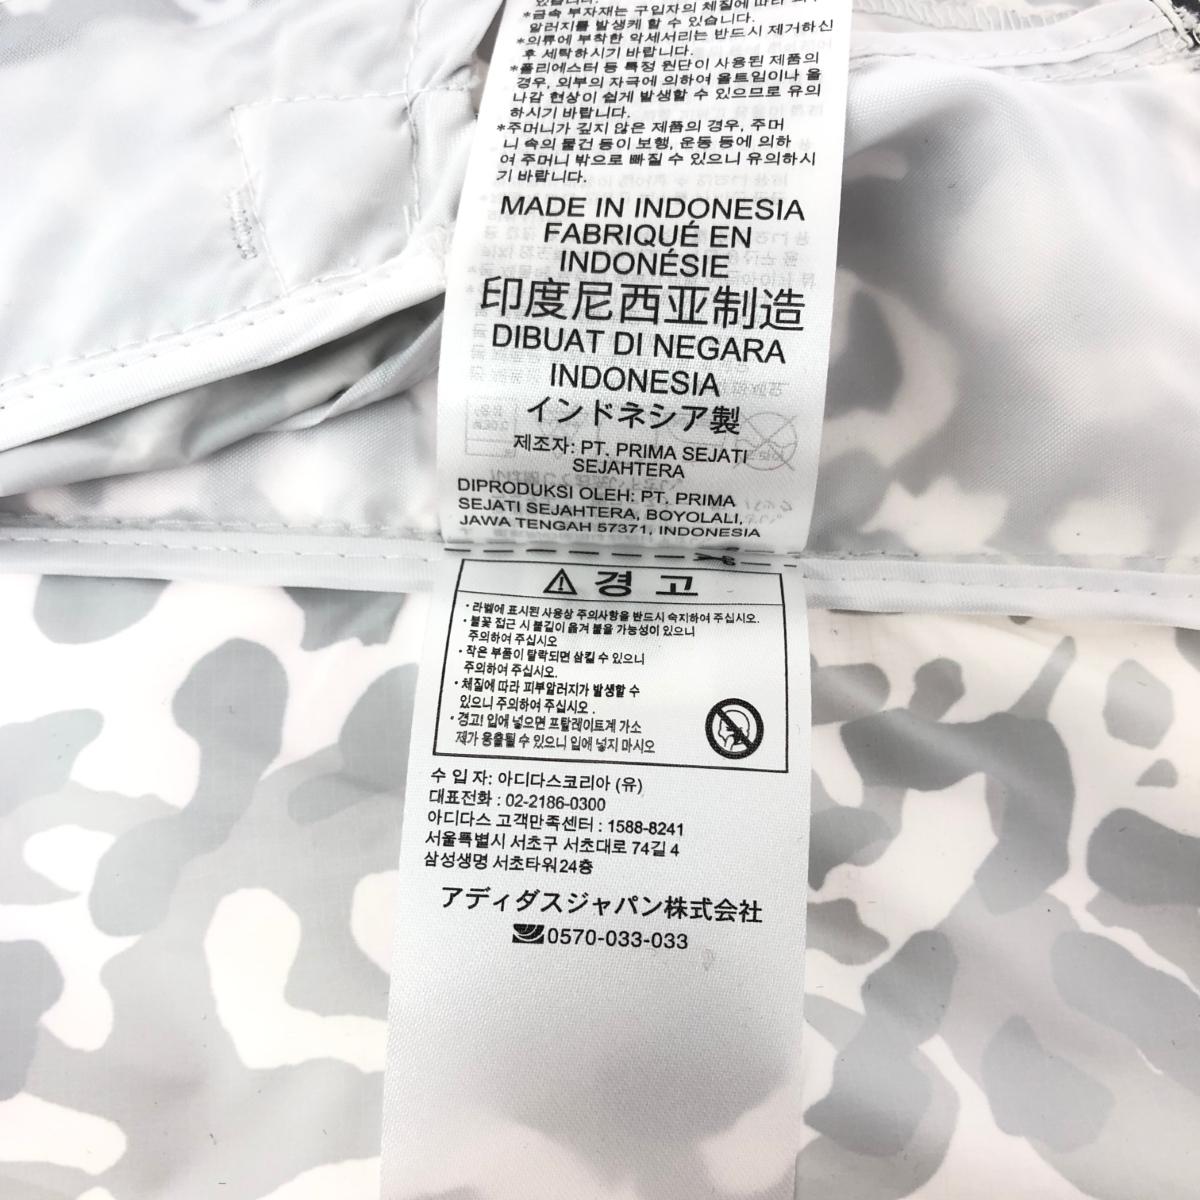 있습니다.
*금속 부자재는 구입자의 체질에 따라
알러지를 발생케 할 수 있습니다.
*의류에 부착한 악세서리는 반드시 제거하신
후 세탁하시기 바랍니다.
*폴리에스터 등 특정 원단이 사용된 제품의
경우, 외부의 자극에 의하여 올트임이나 올
나감 현상이 쉽게 발생할 수 있으므로 유의
하시기 바랍니다.
*주머니가 깊지 않은 제품의 경우, 주머
니 속의 물건 등이 보행, 운동 등에 의하
여 주머니 밖으로 빠질 수 있으니 유의하시
기 바랍니다.
MADE IN INDONESIA
FABRIQUÉ EN
INDONÉSIE
印度尼西亚制造
DIBUAT DI NEGARA
INDONESIA
インドネシア製
제조자: PT. PRIMA SEJATI
SEJAHTERA
DIPRODUKSI OLEH: PT. PRIMA
SEJATI SEJAHTERA, BOYOLALI,
JAWA TENGAH 57371, INDONESIA
⚠ 경 고
· 라벨에 표시된 사용상 주의사항을 반드시 숙지하여 주십시오.
· 불꽃 접근 시 불길이 옮겨 붙을 가능성이 있으니
주의하여 주십시오
· 작은 부품이 탈락되면 삼킬 수 있으니
주의하여 주십시오.
· 체질에 따라 피부알러지가 발생할 수
있으니 주의하여 주십시오 .
· 경고! 입에 넣으면 프탈레이트계 가소
제가 용출될 수 있으니 입에 넣지 마시오
수 입 자: 아디다스코리아 (유)
대표전화 : 02-2186-0300
아디다스 고객만족센터 : 1588-8241
서울특별시 서초구 서초대로 74길 4
삼성생명 서초타워24층
アディダスジャパン株式会社
0570-033-033